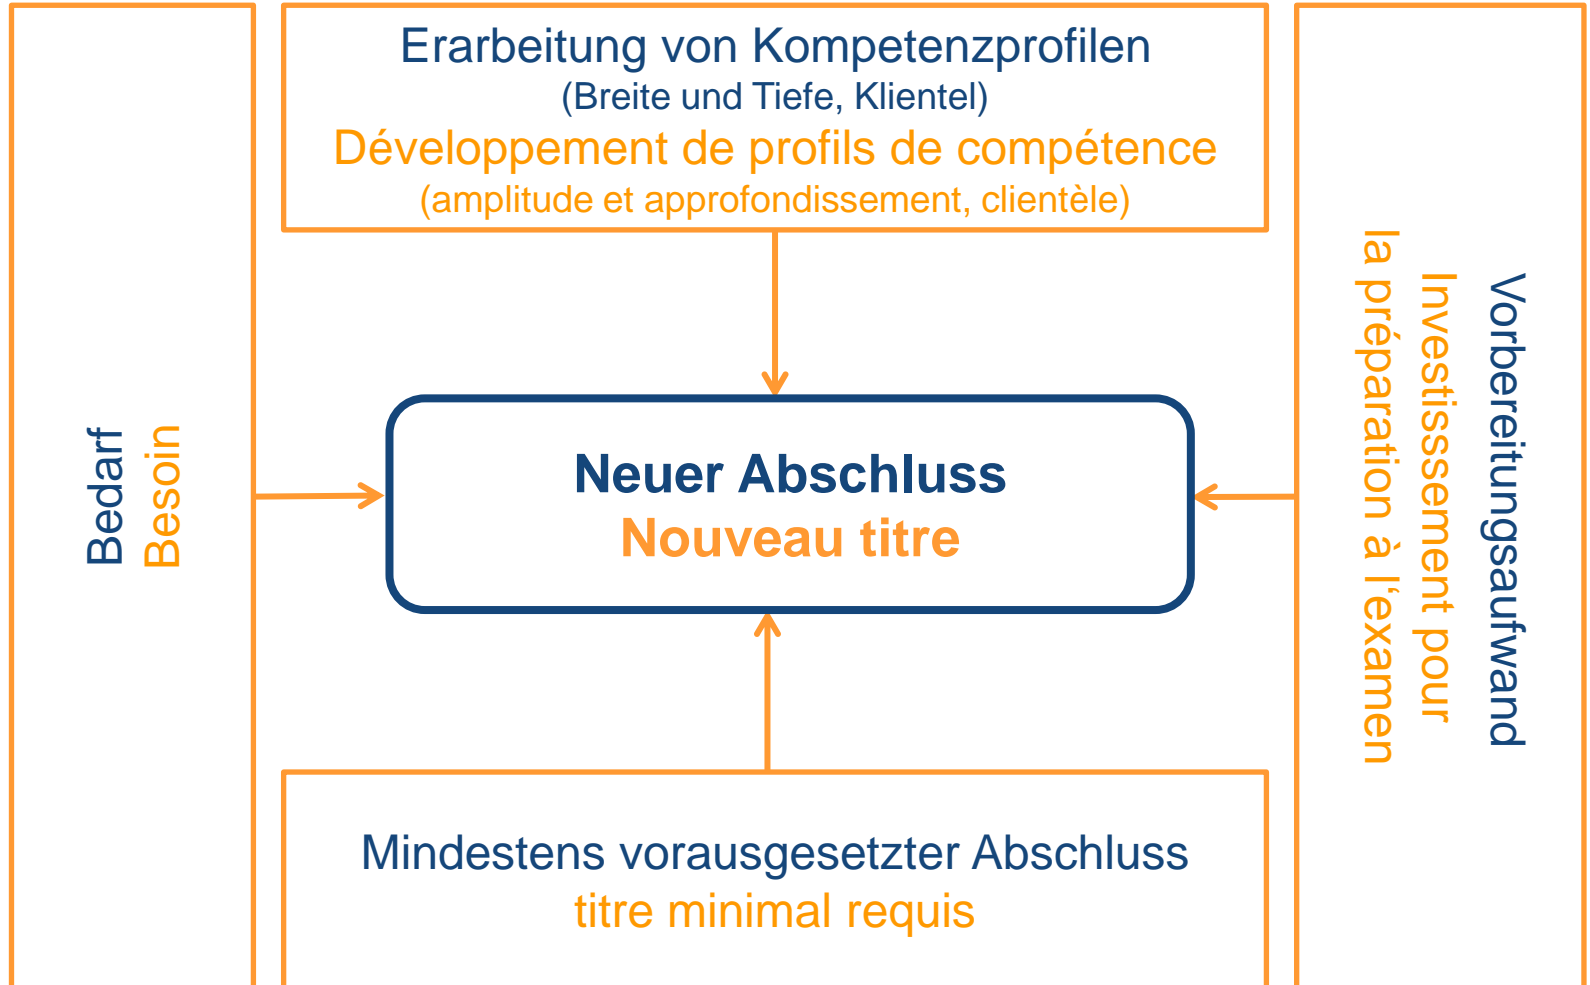 Erarbeitung von Kompetenzprofilen
(Breite und Tiefe, Klientel)
Développement de profils de compétence
(amplitude et approfondissement, clientèle)
Bedarf
Besoin
Neuer Abschluss
Nouveau titre
Vorbereitungsaufwand
Investisssement pour
la préparation à l‘examen
Mindestens vorausgesetzter Abschluss
titre minimal requis